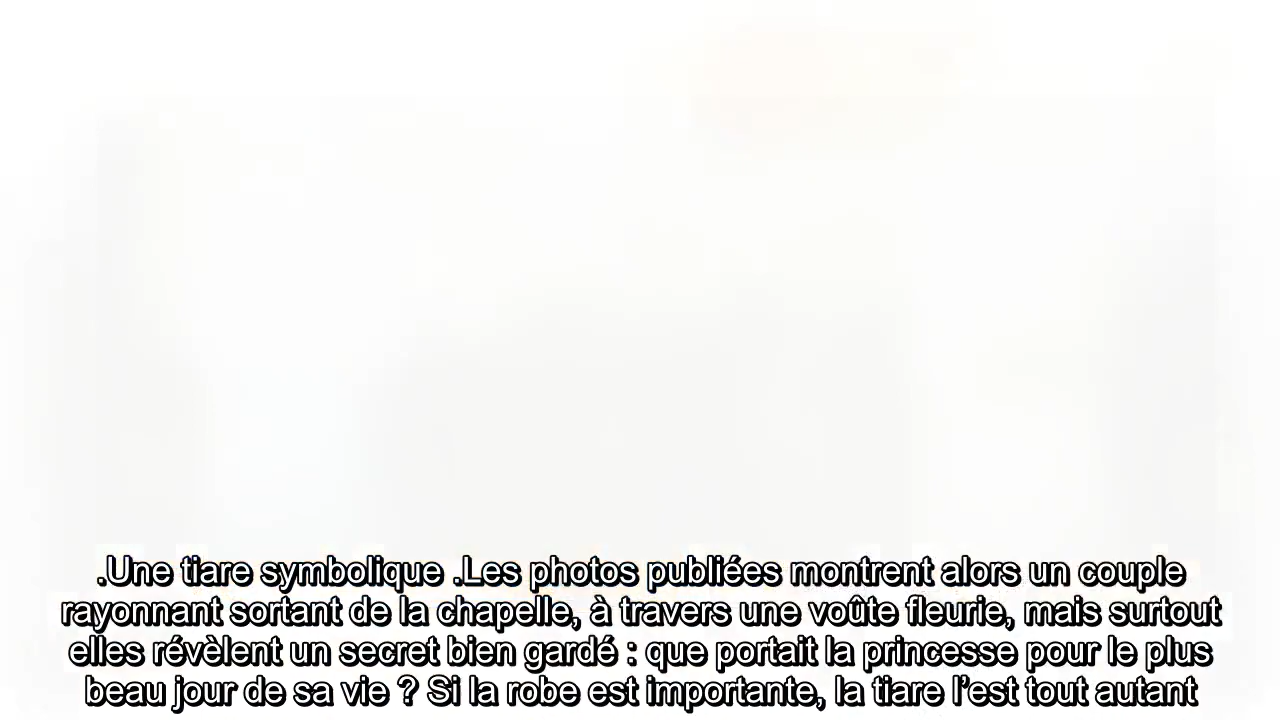 .Une tiare symbolique .Les photos publiées montrent alors un couple
rayonnant sortant de la chapelle, à travers une voûte fleurie, mais surtout
elles révèlent un secret bien gardé : que portait la princesse pour le plus
beau jour de sa vie ? Si la robe est importante, la tiare l’est tout autant